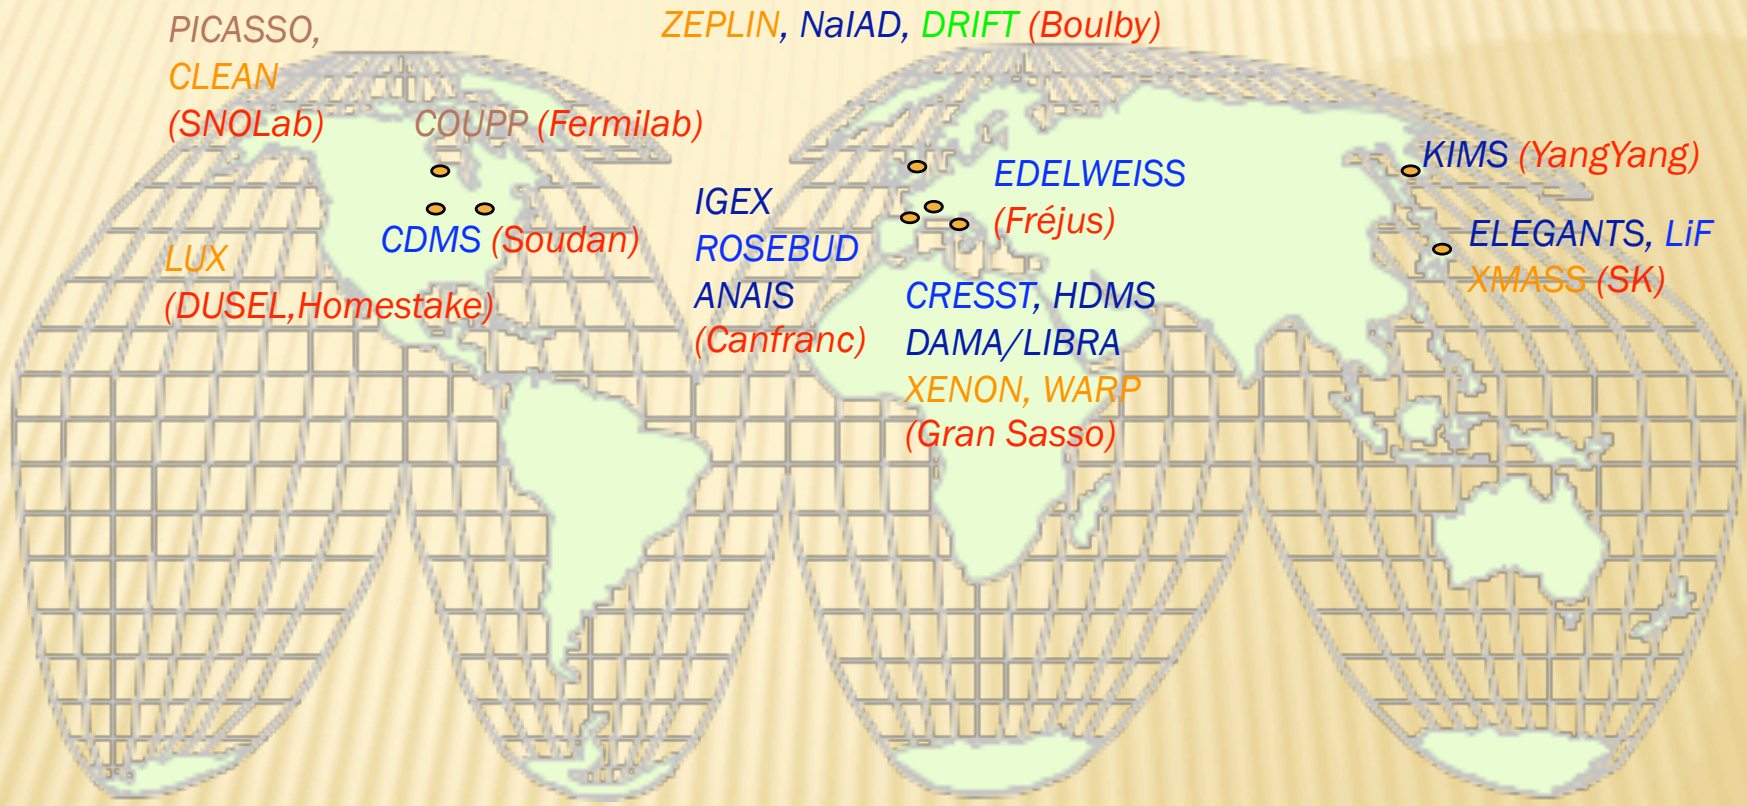 PICASSO,
CLEAN
(SNOLab)
COUPP (Fermilab)
CDMS (Soudan)
LUX
(DUSEL,Homestake)
ZEPLIN, NaIAD, DRIFT (Boulby)
IGEX
ROSEBUD
ANAIS
(Canfranc)
EDELWEISS
(Fréjus)
CRESST, HDMS
DAMA/LIBRA
XENON, WARP
(Gran Sasso)
KIMS (YangYang)
ELEGANTS, LiF
XMASS (SK)